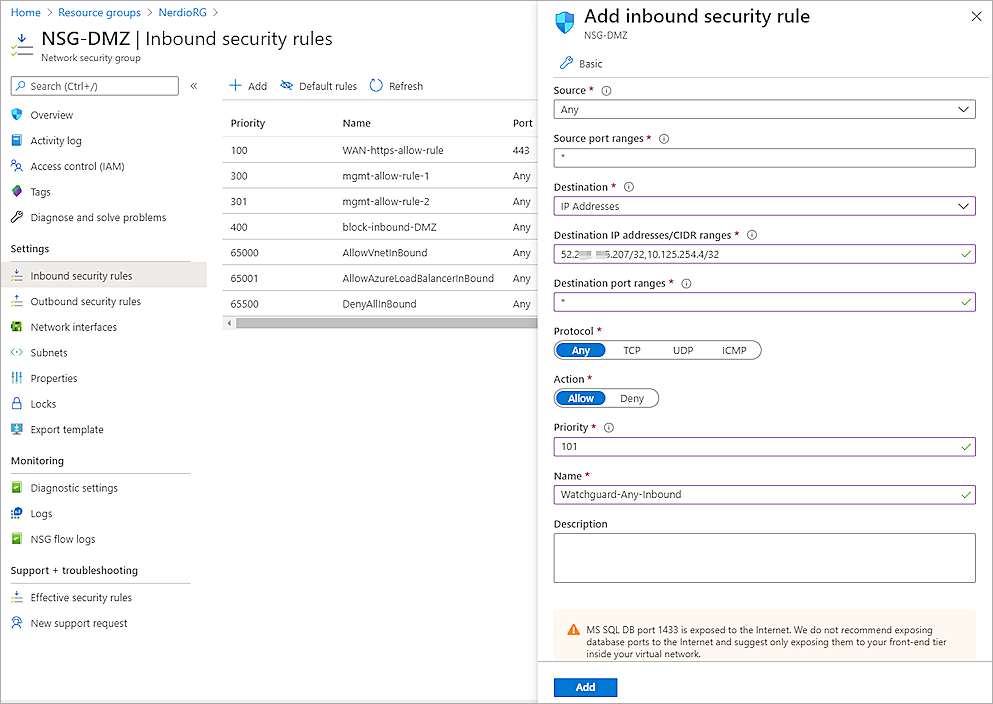 Home > Resource groups > NerdioRG >
NSG-DMZ | Inbound security rules
Network security group
Search (Ctrl+/)
«
Overview
Activity log
Access control (IAM)
Tags
Diagnose and solve problems
Settings
Inbound security rules
Outbound security rules
Network interfaces
Subnets
Properties
Locks
Export template
Monitoring
Diagnostic settings
Logs
NSG flow logs
Support + troubleshooting
Effective security rules
New support request
+ Add Default rules Refresh
Priority Name Port
100 WAN-https-allow-rule 443
300 mgmt-allow-rule-1 Any
301 mgmt-allow-rule-2 Any
400 block-inbound-DMZ Any
65000 AllowVnetInBound Any
65001 AllowAzureLoadBalancerInBound Any
65500 DenyAllInBound Any
Add inbound security rule
NSG-DMZ
Basic
Source *
Any
Source port ranges *
*
Destination *
IP Addresses
Destination IP addresses/CIDR ranges *
.207/32,10.125.254.4/32
Destination port ranges *
*
Protocol *
Any TCP UDP ICMP
Action *
Allow Deny
Priority *
101
Name *
Watchguard-Any-Inbound
Description
MS SQL DB port 1433 is exposed to the Internet. We do not recommend exposing
database ports to the Internet and suggest only exposing them to your front-end tier
inside your virtual network.
Add